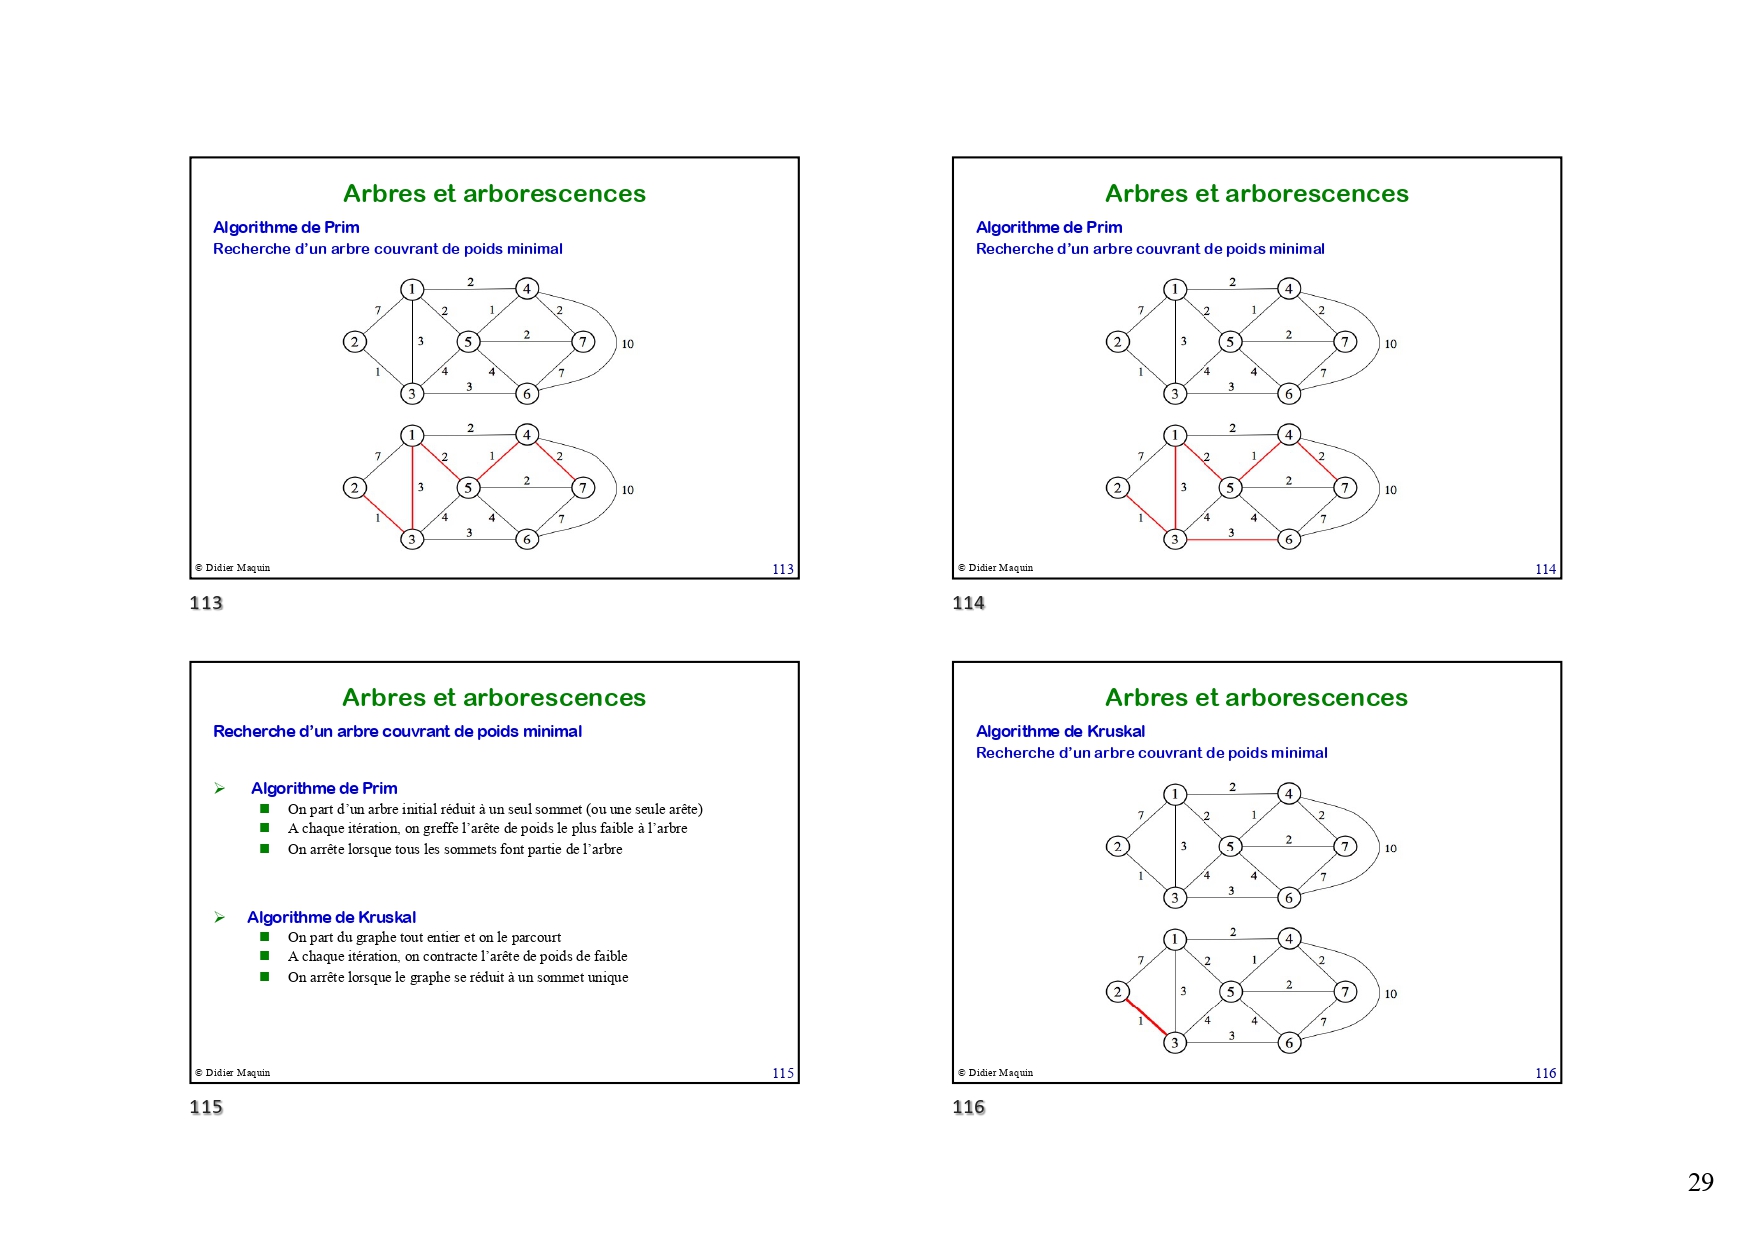 Arbres et arborescences
Algorithme de Prim
Recherche d’un arbre couvrant de poids minimal
2
1 4
7 2 1 2
2 3 5 2 7 10
1 4 4 7
3
3 6
2
1 4
7 2 1 2
2 3 5 2 7 10
1 4 4 7
3
3 6
© Didier Maquin 113
113
Arbres et arborescences
Algorithme de Prim
Recherche d’un arbre couvrant de poids minimal
2
1 4
7 2 1 2
2 3 5 2 7 10
1 4 4 7
3
3 6
2
1 4
7 2 1 2
2 3 5 2 7 10
1 4 4 7
3
3 6
© Didier Maquin 114
114
Arbres et arborescences
Recherche d’un arbre couvrant de poids minimal
Algorithme de Prim
On part d’un arbre initial réduit à un seul sommet (ou une seule arête)
A chaque itération, on greffe l’arête de poids le plus faible à l’arbre
On arrête lorsque tous les sommets font partie de l’arbre
Algorithme de Kruskal
On part du graphe tout entier et on le parcourt
A chaque itération, on contracte l’arête de poids de faible
On arrête lorsque le graphe se réduit à un sommet unique
© Didier Maquin 115
115
Arbres et arborescences
Algorithme de Kruskal
Recherche d’un arbre couvrant de poids minimal
2
1 4
7 2 1 2
2 3 5 2 7 10
1 4 4 7
3
3 6
2
1 4
7 2 1 2
2 3 5 2 7 10
1 4 4 7
3
3 6
© Didier Maquin 116
116
29